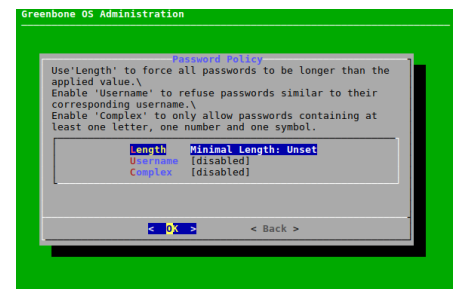 Greenbone OS Administration
Password Policy
Use'Length' to force all passwords to be longer than the
applied value.\
Enable 'Username' to refuse passwords similar to their
corresponding username.\
Enable 'Complex' to only allow passwords containing at
least one letter, one number and one symbol.
Length Minimal Length: Unset
Username [disabled]
Complex [disabled]
< OK > < Back >